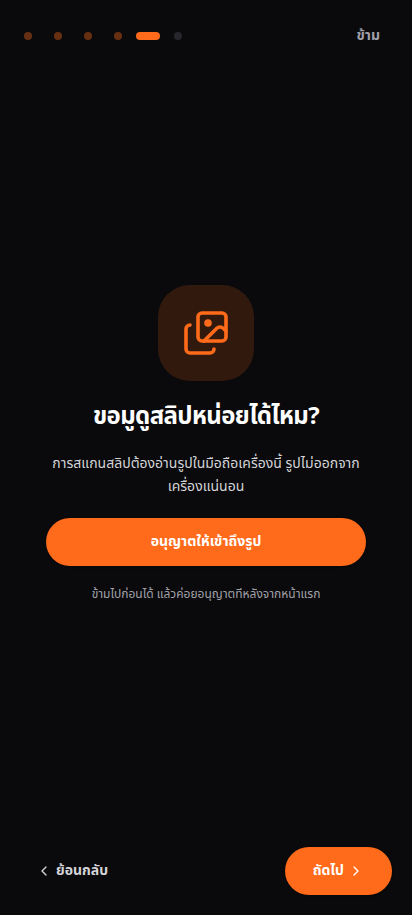 ข้าม
ขอมูดูสลิปหน่อยได้ไหม?
การสแกนสลิปต้องอ่านรูปในมือถือเครื่องนี้ รูปไม่ออกจาก
เครื่องแน่นอน
อนุญาตให้เข้าถึงรูป
ข้ามไปก่อนได้ แล้วค่อยอนุญาตทีหลังจากหน้าแรก
ย้อนกลับ
ถัดไป